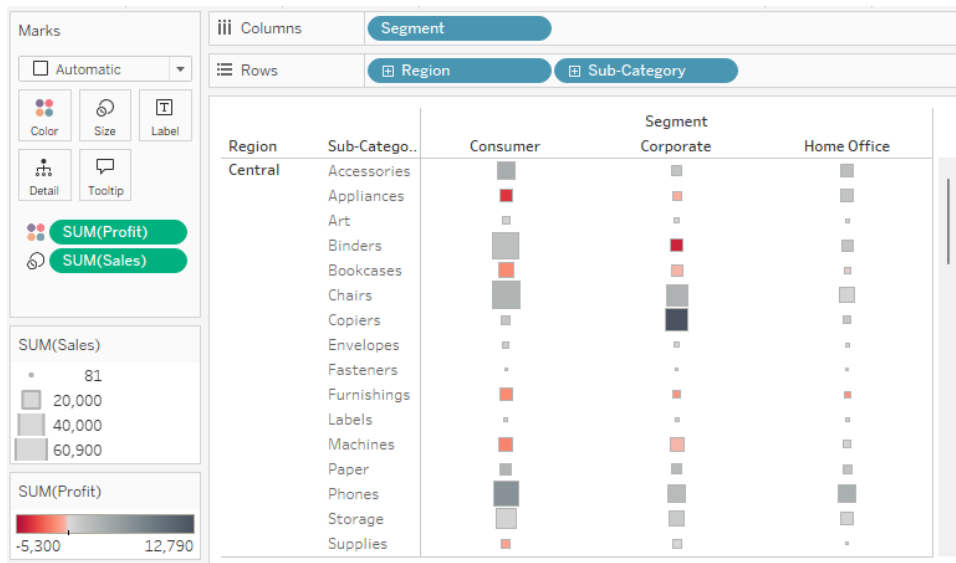 Marks
Automatic
Color Size Label
Detail Tooltip
SUM(Profit)
SUM(Sales)
SUM(Sales)
81
20,000
40,000
60,900
SUM(Profit)
-5,300 12,790
Columns Segment
Rows Region Sub-Category
Segment
Region Sub-Catego.. Consumer Corporate Home Office
Central Accessories
Appliances
Art
Binders
Bookcases
Chairs
Copiers
Envelopes
Fasteners
Furnishings
Labels
Machines
Paper
Phones
Storage
Supplies